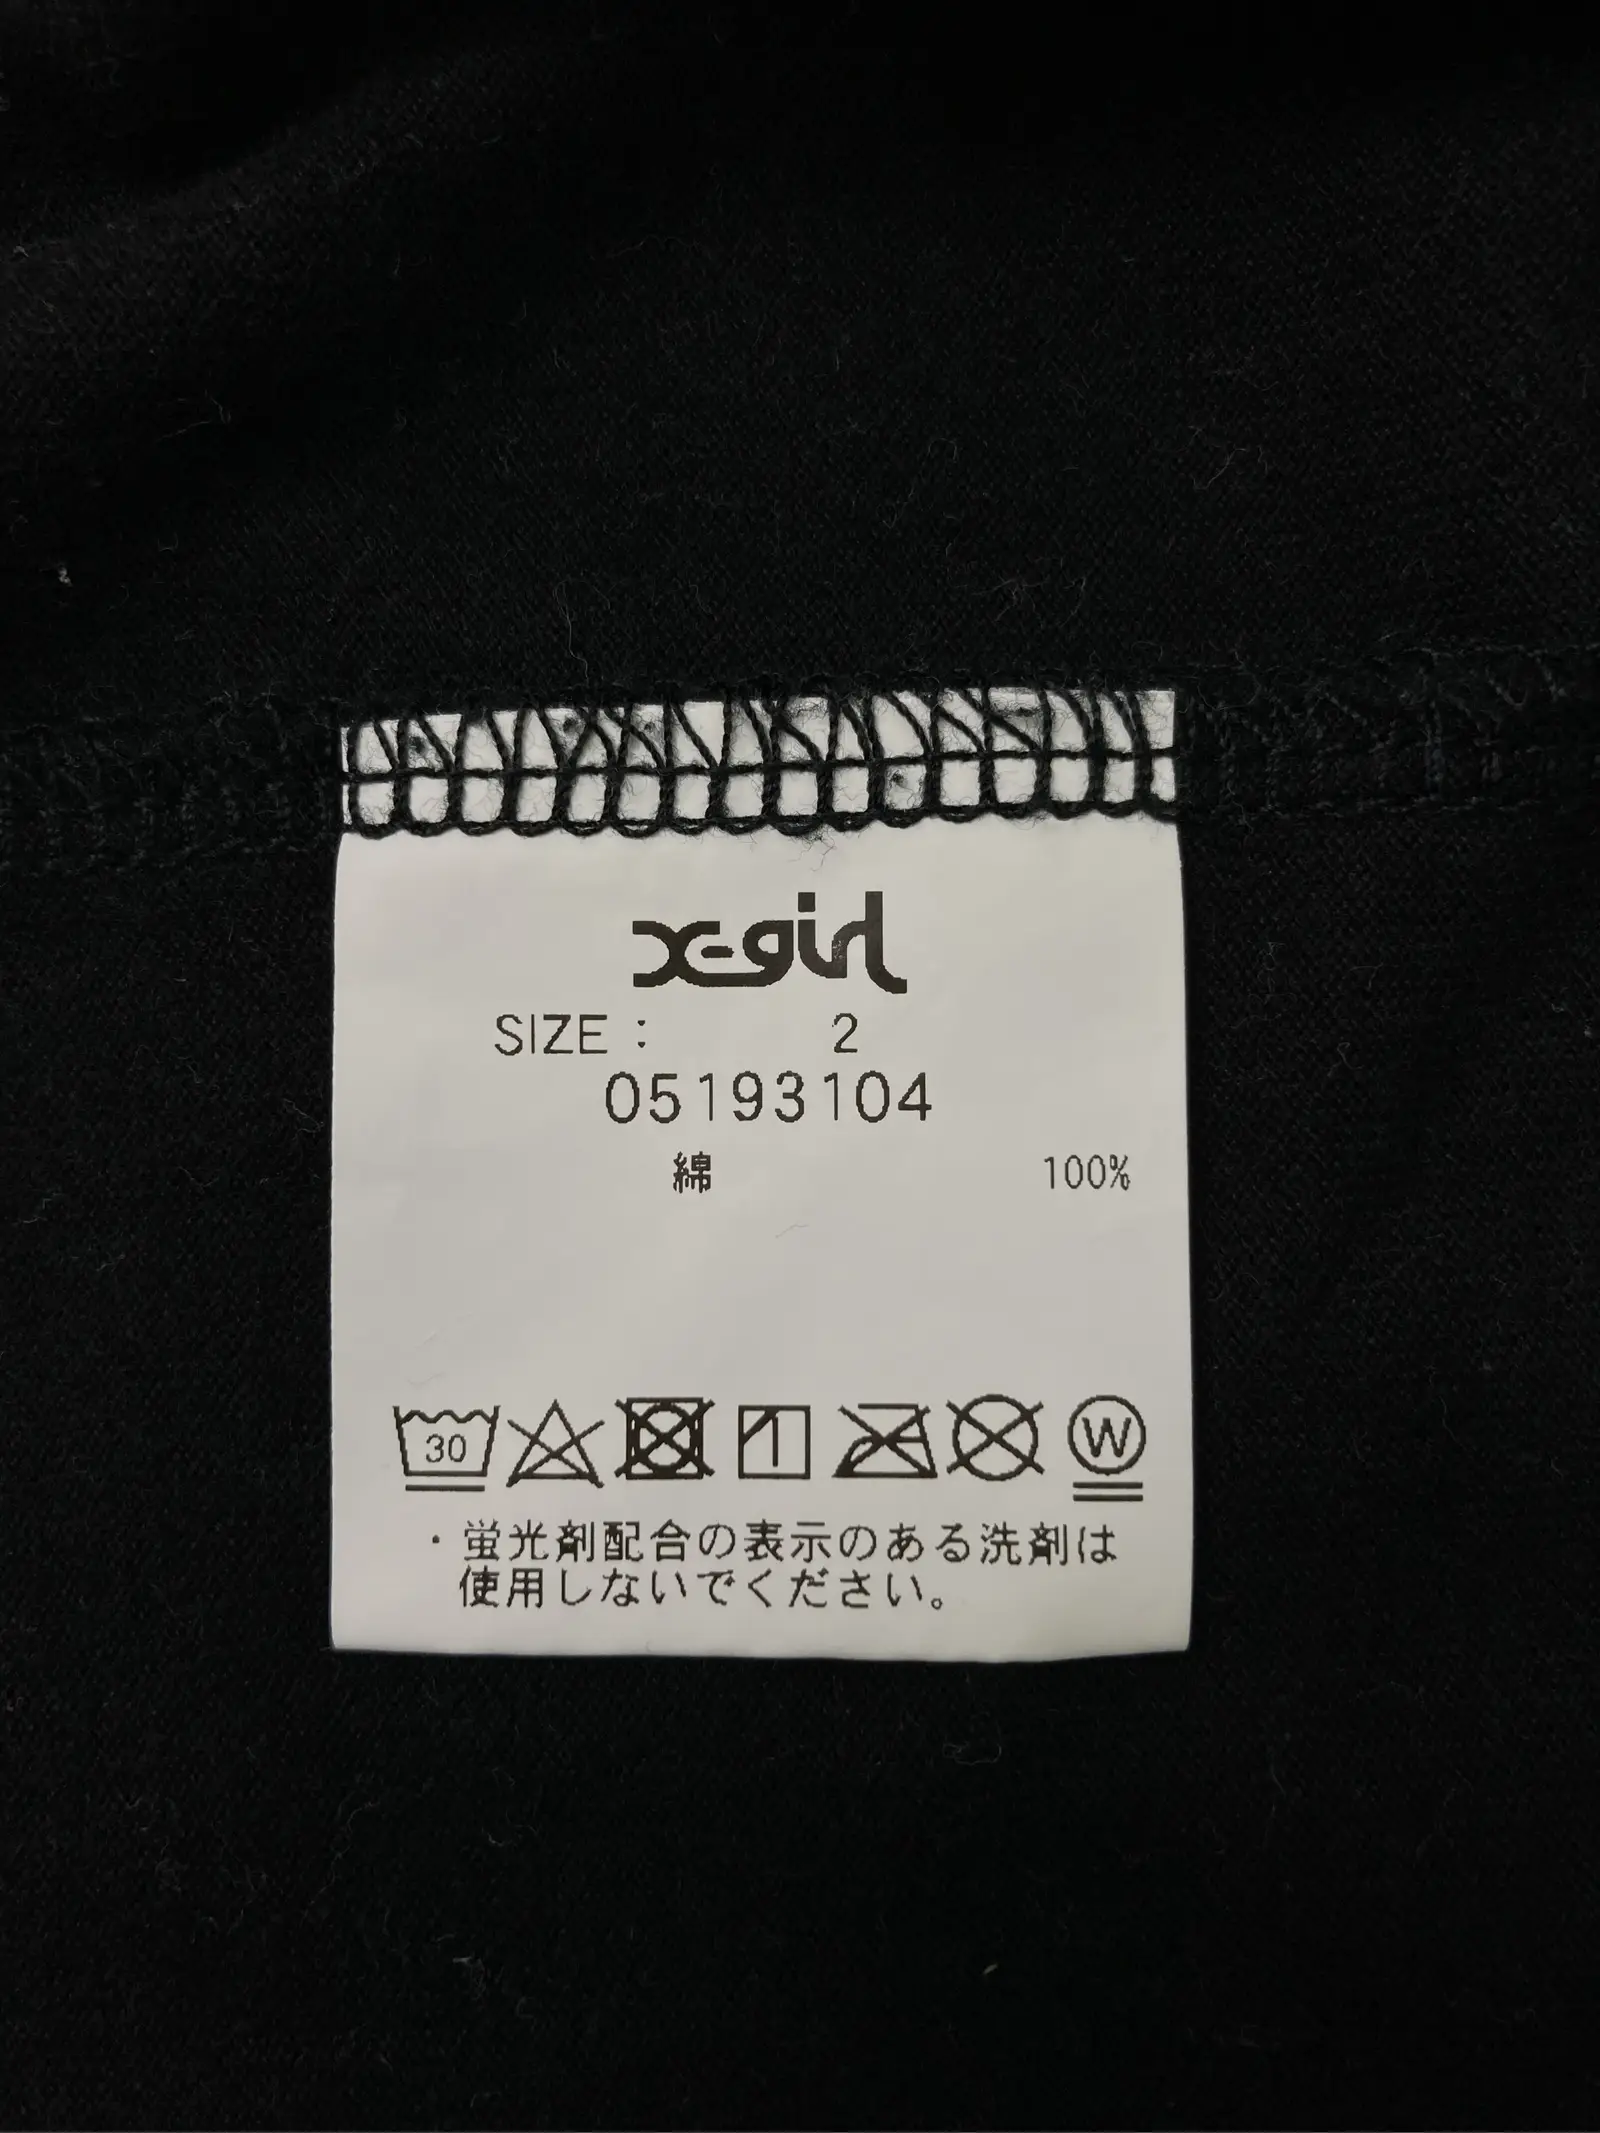 X-girl
SIZE : 2
05193104
綿 100%
30 W
・蛍光剤配合の表示のある洗剤は
使用しないでください。